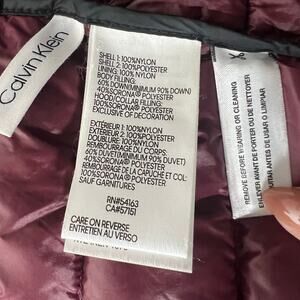 Calvin Klein
SHELL 1: 100%NYLON
SHELL 2: 100%POLYESTER
LINING: 100% NYLON
BODY FILLING:
60% DOWN(MINIMUM 90% DOWN)
40%SORONA® POLYESTER
HOOD/COLLAR FILLING:
100%SORONA® POLYESTER
EXCLUSIVE OF DECORATION
EXTÉRIEUR 1: 100%NYLON
EXTÉRIEUR 2: 100%POLYESTER
DOUBLURE: 100%NYLON
REMBOURRAGE DU CORPS:
60% DUVET(MINIMUM 90% DUVET)
40%SORONA® POLYESTER
REMBOURRAGE DE LA CAPUCHE ET COL:
100%SORONA® POLYESTER
SAUF GARNITURES
RN#54163
CA#57151
CARE ON REVERSE
ENTRETIEN AU VERSO
REMOVE BEFORE WEARING OR CLEANING
ENLEVER AVANT DE PORTER OU DE NETTOYER
ANTES DE USAR O LIMPIAR